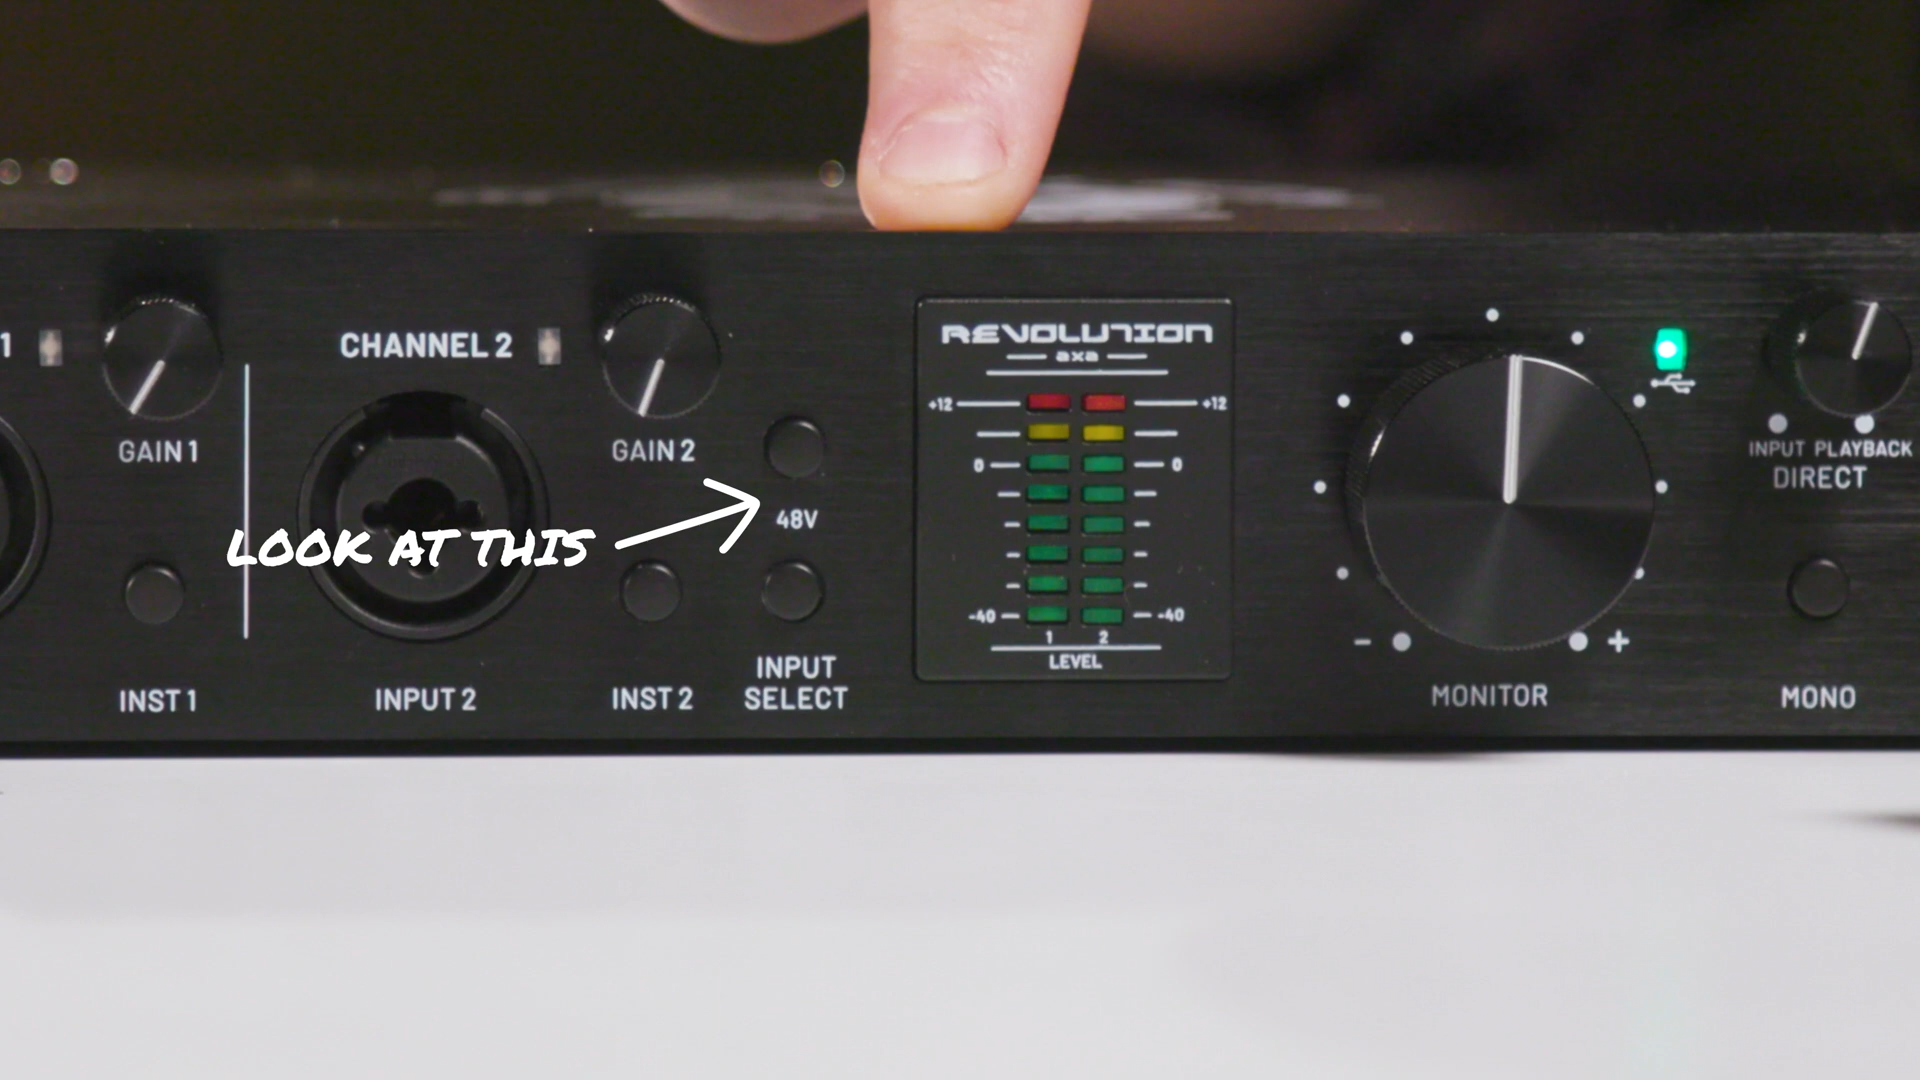 1
CHANNEL 2
GAIN 1
GAIN 2
48V
LOOK AT THIS
INST 1
INPUT 2
INST 2
INPUT
SELECT
REVOLUTION
2x2
+12 +12
0 0
-40 -40
1 2
LEVEL
- +
MONITOR
INPUT PLAYBACK
DIRECT
MONO